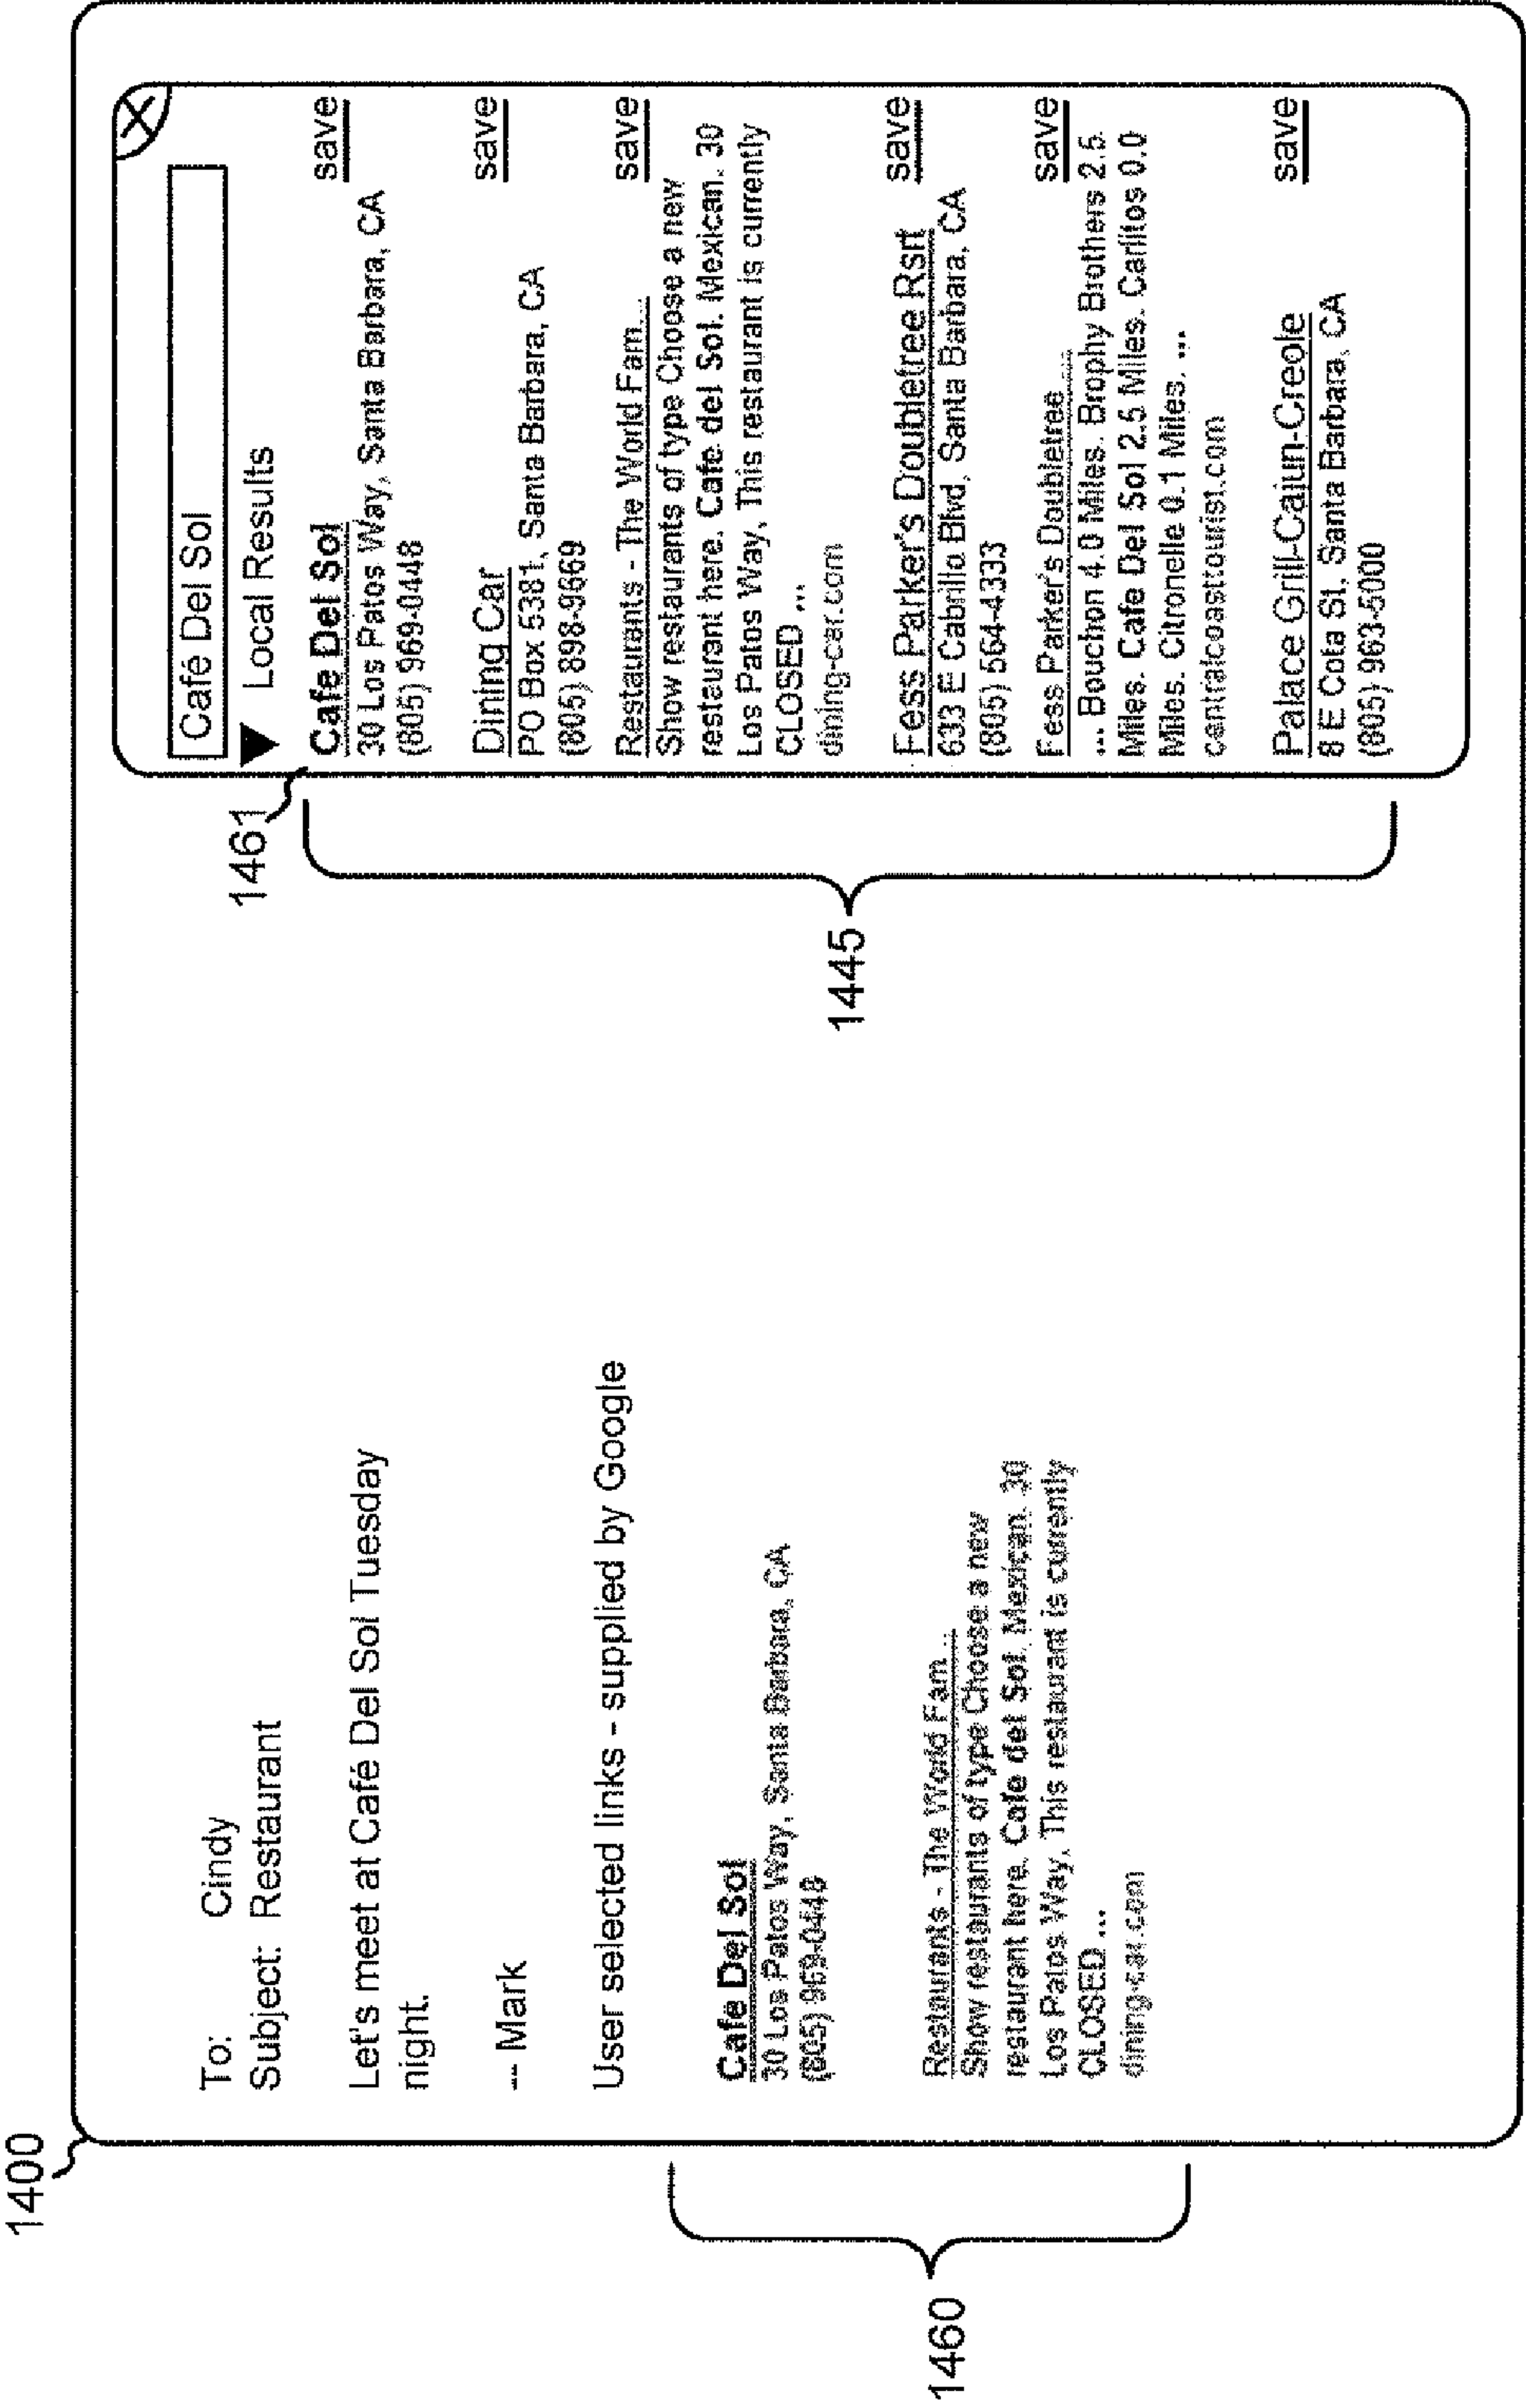 1400
To: Cindy
Subject: Restaurant
Let's meet at Café Del Sol Tuesday
night.
-- Mark
User selected links - supplied by Google
1460
Cafe Del Sol
30 Los Patos Way, Santa Barbara, CA
(805) 969-0448
Restaurants - The World Fam...
Show restaurants of type Choose a new
restaurant here. Cafe del Sol. Mexican. 30
Los Patos Way, This restaurant is currently
CLOSED ...
dining-car.com
Café Del Sol
X
▼ Local Results
1461
1445
Cafe Del Sol save
30 Los Patos Way, Santa Barbara, CA
(805) 969-0448
Dining Car save
PO Box 5381, Santa Barbara, CA
(805) 898-9669
Restaurants - The World Fam... save
Show restaurants of type Choose a new
restaurant here. Cafe del Sol. Mexican. 30
Los Patos Way, This restaurant is currently
CLOSED ...
dining-car.com
Fess Parker's Doubletree Rsrt save
633 E Cabrillo Blvd, Santa Barbara, CA
(805) 564-4333
Fess Parker's Doubletree ... save
... Bouchon 4.0 Miles. Brophy Brothers 2.5
Miles. Cafe Del Sol 2.5 Miles. Carlitos 0.0
Miles. Citronelle 0.1 Miles. ...
centralcoasttourist.com
Palace Grill-Cajun-Creole save
8 E Cota St, Santa Barbara, CA
(805) 963-5000